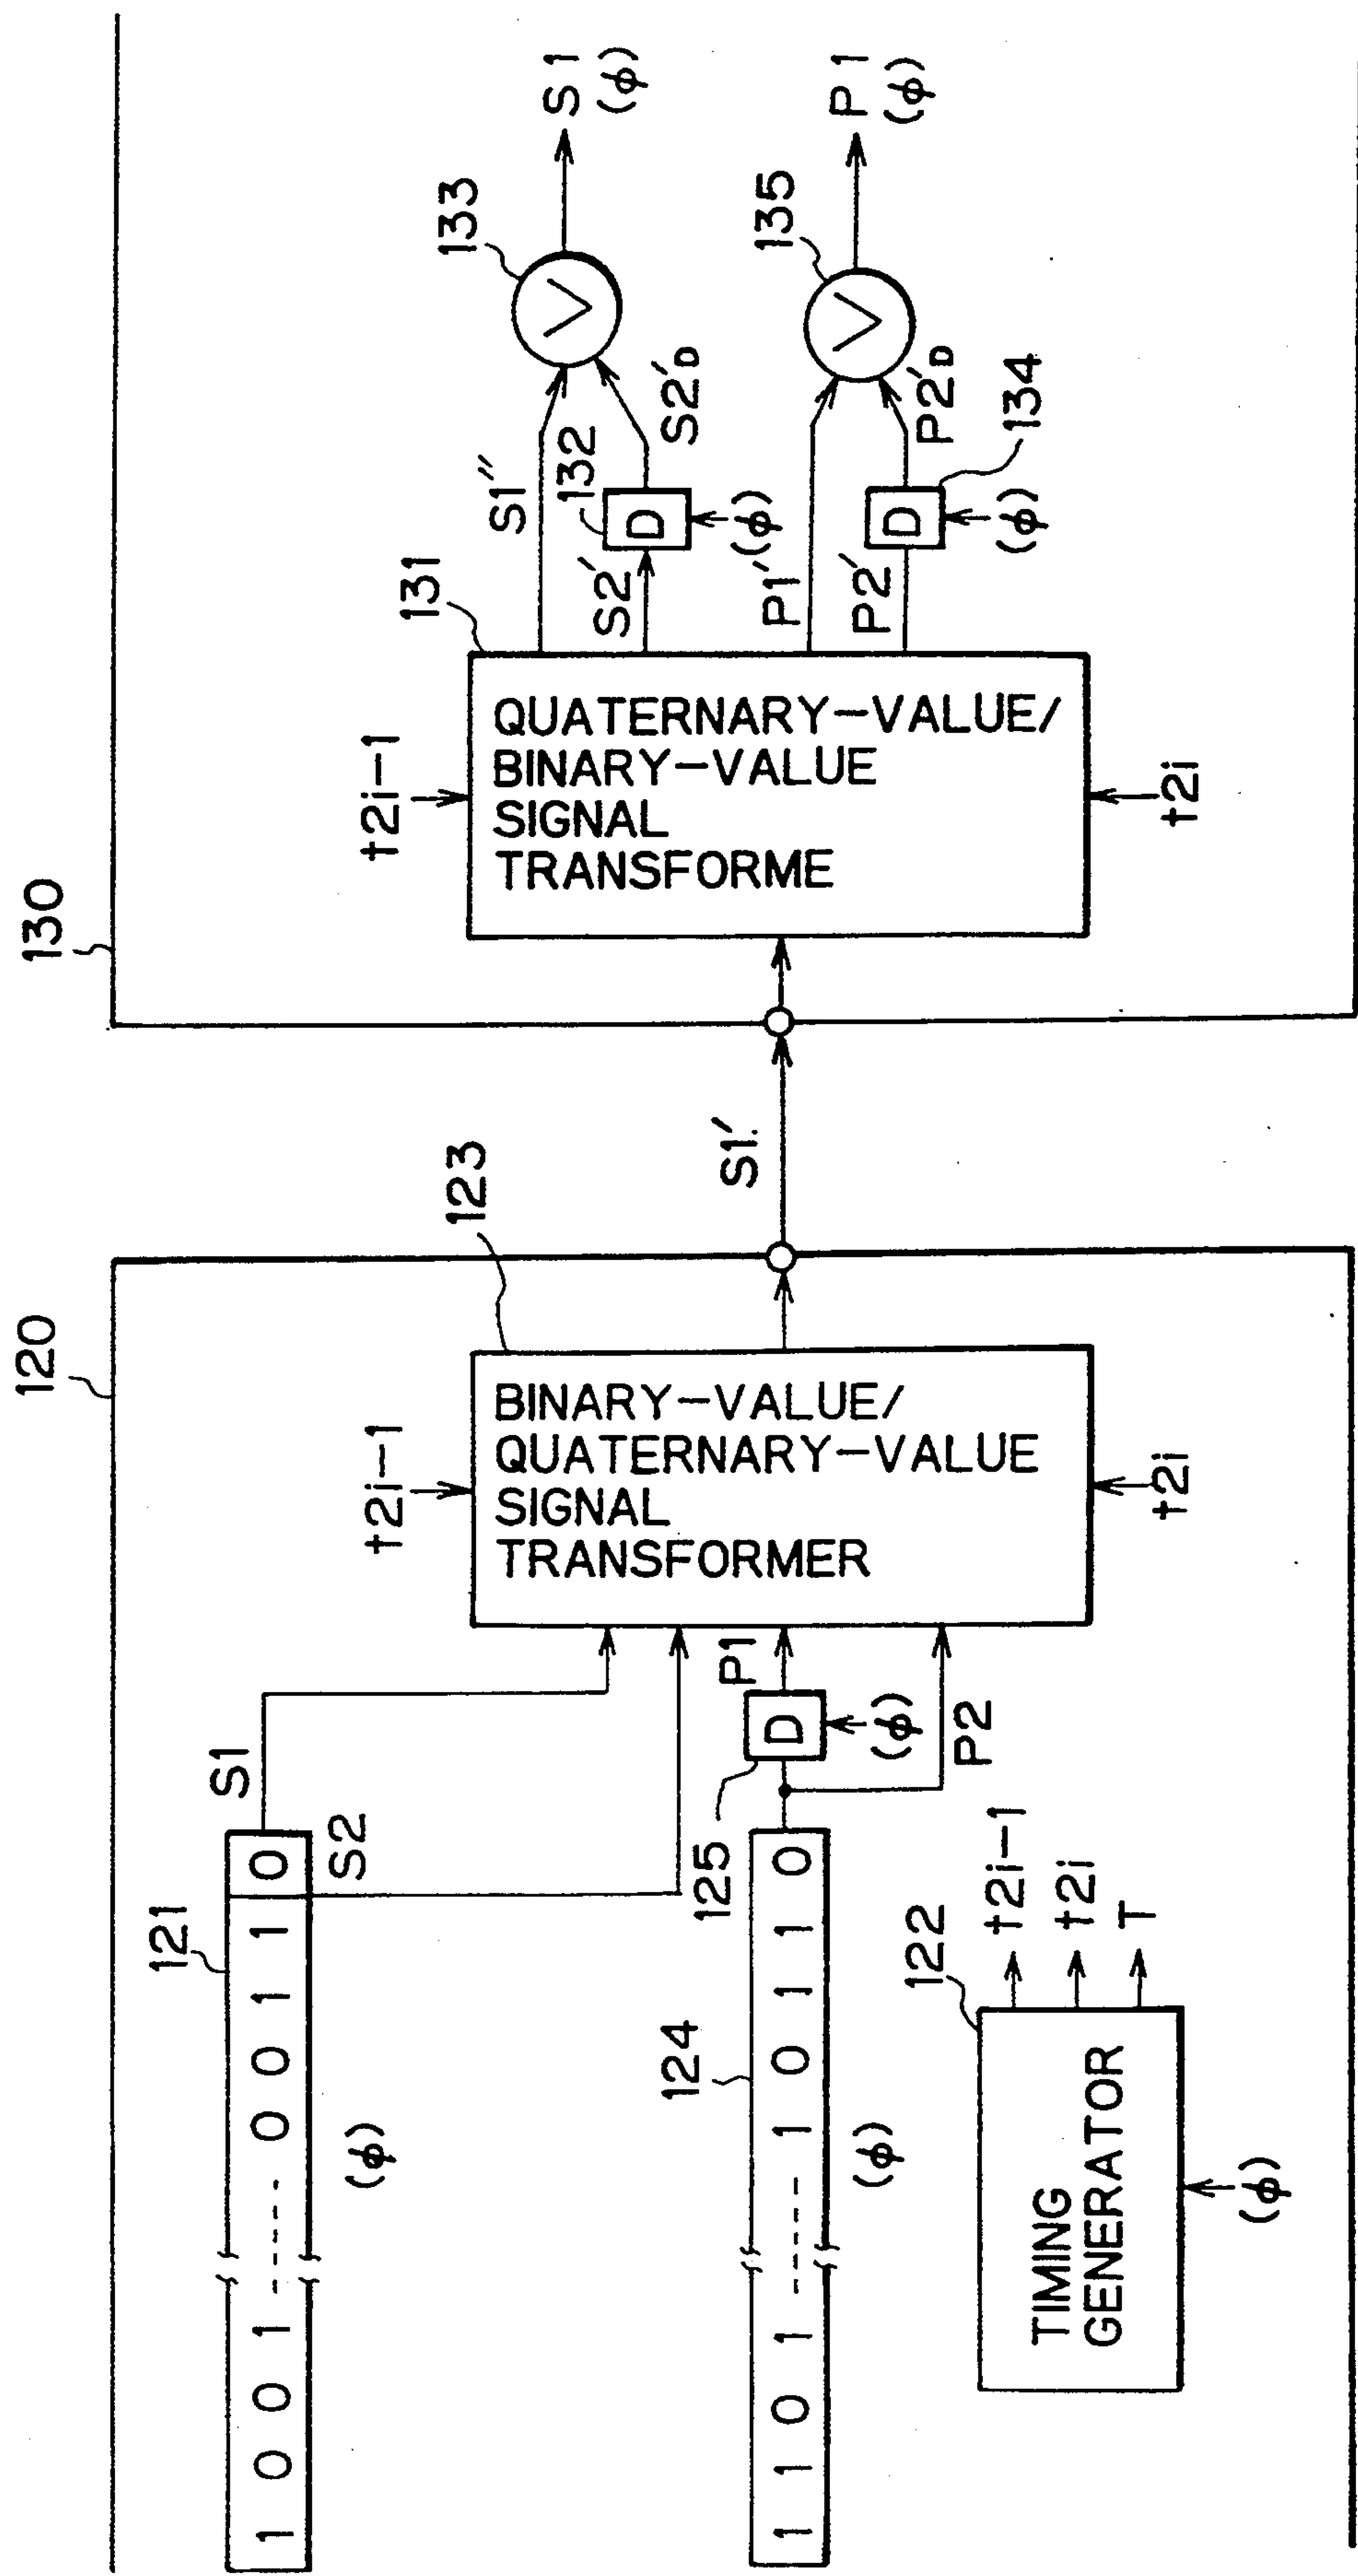 120
121
1 0 0 1 ----- 0 0 1 1 0
(φ)
S1
S2
124
1 1 0 1 ----- 1 0 1 1 0
(φ)
125
D
(φ)
P1
P2
122
TIMING
GENERATOR
(φ)
t2i-1
t2i
T
123
t2i-1
BINARY-VALUE/
QUATERNARY-VALUE
SIGNAL
TRANSFORMER
t2i
S1'
130
131
t2i-1
QUATERNARY-VALUE/
BINARY-VALUE
SIGNAL
TRANSFORME
t2i
S1''
S2'
132
D
(φ)
S2'D
133
V
S1
(φ)
P1'
P2'
D
(φ)
134
P2'D
135
V
P1
(φ)